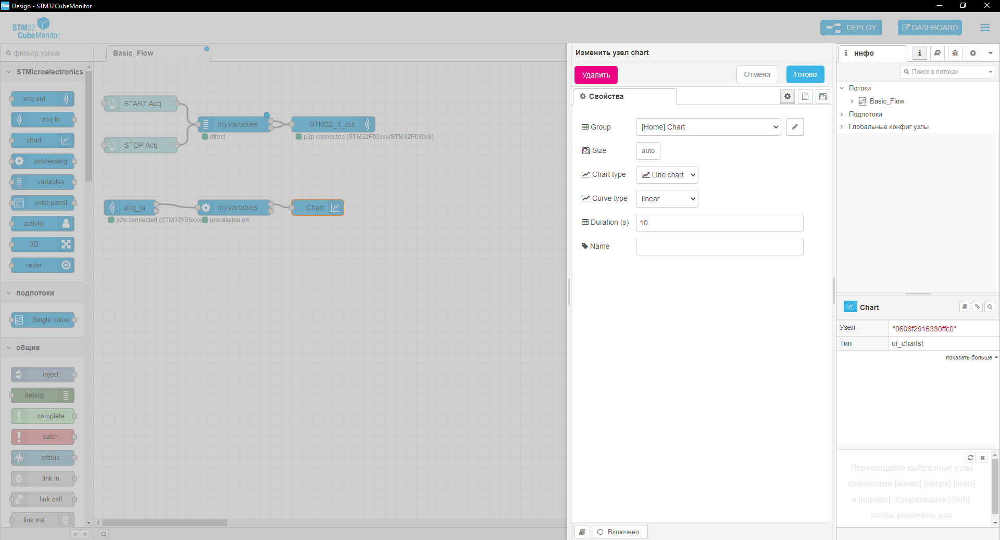 Mon Design - STM32CubeMonitor
STM32
CubeMonitor
DEPLOY
DASHBOARD
фильтр узлов
STMicroelectronics
acq out
acq in
chart
processing
variables
write panel
activity
3D
radar
подпотоки
Single value
общие
inject
debug
complete
catch
status
link in
link call
link out
Basic_Flow
START Acq
STOP Acq
myVariables
direct
STM32_1_out
p2p connected (STM32F05xxx/STM32F030x8)
acq_in
p2p connected (STM32F05xxx
myVariables
processing on
Chart
Изменить узел chart
Удалить
Отмена
Готово
Свойства
Group
[Home] Chart
Size
auto
Chart type
Line chart
Curve type
linear
Duration (s)
10
Name
Включено
инфо
Поиск в потоках
Потоки
Basic_Flow
Подпотоки
Глобальные конфиг узлы
Chart
Узел
"0608f2916330ffc0"
Тип
ui_chartst
показать больше
Перемещайте выбранные узлы
клавишами [влево] [вверх] [вниз]
и [вправо]. Удерживайте [Shift],
чтобы увеличить шаг